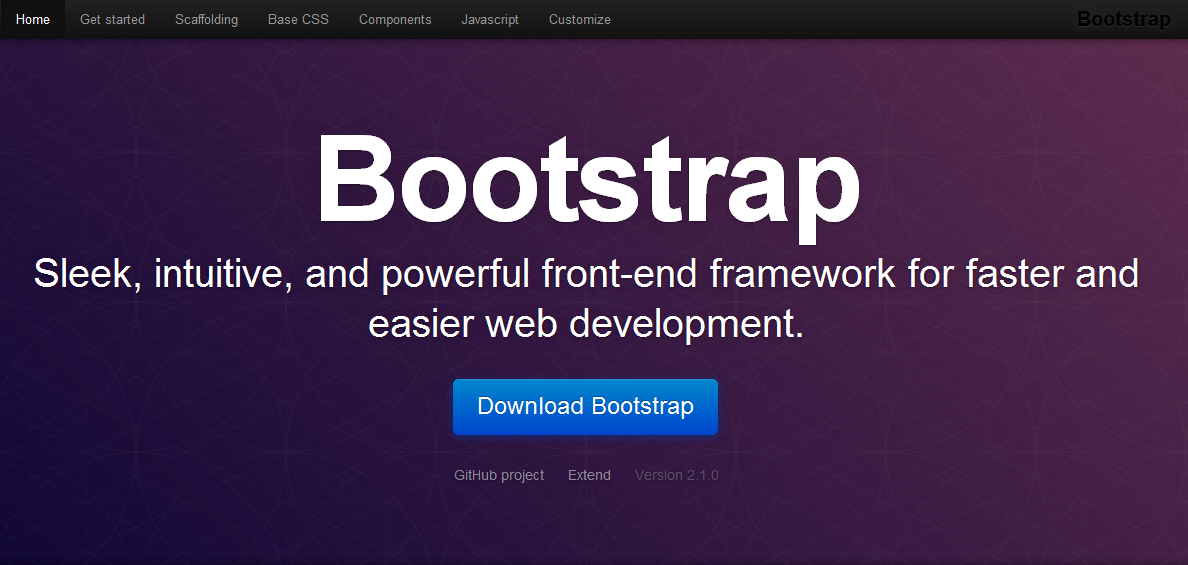 Home Get started Scaffolding Base CSS Components Javascript Customize Bootstrap
Bootstrap
Sleek, intuitive, and powerful front-end framework for faster and
easier web development.
Download Bootstrap
GitHub project Extend Version 2.1.0